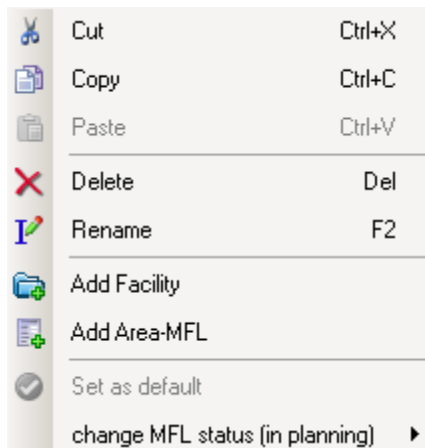 Cut Ctrl+X
Copy Ctrl+C
Paste Ctrl+V
Delete Del
Rename F2
Add Facility
Add Area-MFL
Set as default
change MFL status (in planning)